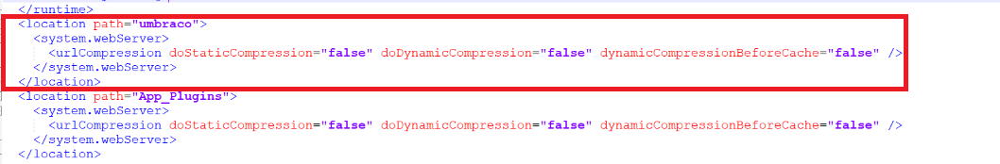 </runtime>
<location path="umbraco">
<system.webServer>
<urlCompression doStaticCompression="false" doDynamicCompression="false" dynamicCompressionBeforeCache="false" />
</system.webServer>
</location>
<location path="App_Plugins">
<system.webServer>
<urlCompression doStaticCompression="false" doDynamicCompression="false" dynamicCompressionBeforeCache="false" />
</system.webServer>
</location>